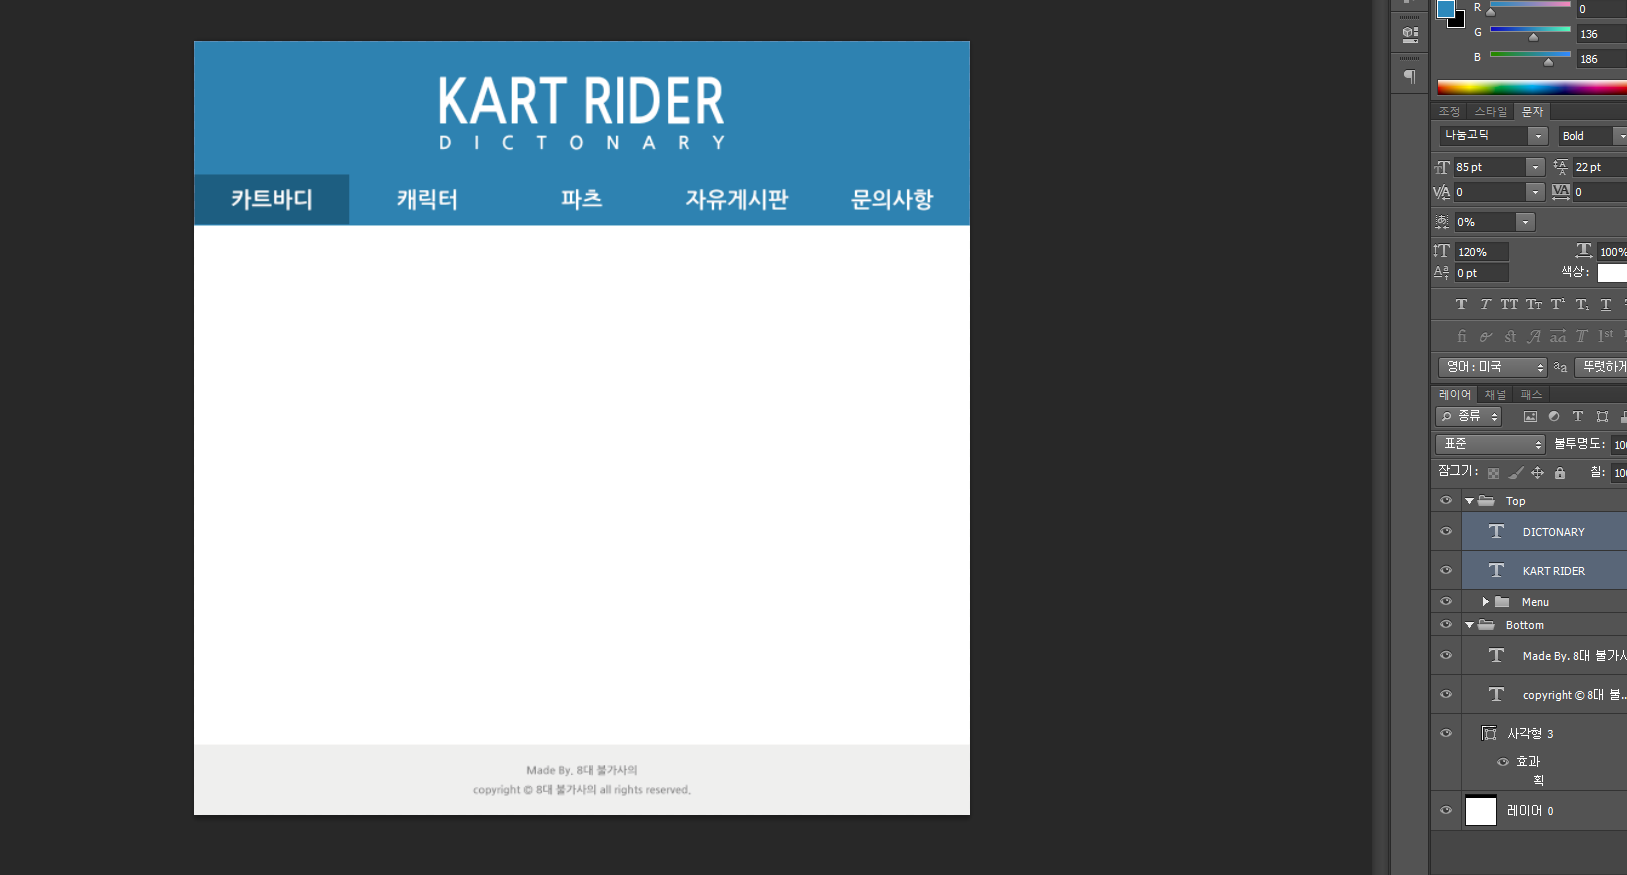 KART RIDER
DICTONARY
카트바디 캐릭터 파츠 자유게시판 문의사항
Made By. 8대 불가사의
copyright © 8대 불가사의 all rights reserved.
R 0
G 136
B 186
조정 스타일 문자
나눔고딕 Bold
85 pt 22 pt
0 0
0%
120% 100%
0 pt 색상:
영어: 미국 aa 뚜렷하게
레이어 채널 패스
종류
표준 불투명도: 100
잠그기: 칠: 100
Top
DICTONARY
KART RIDER
Menu
Bottom
Made By. 8대 불가사
copyright © 8대 불...
사각형 3
효과
획
레이어 0